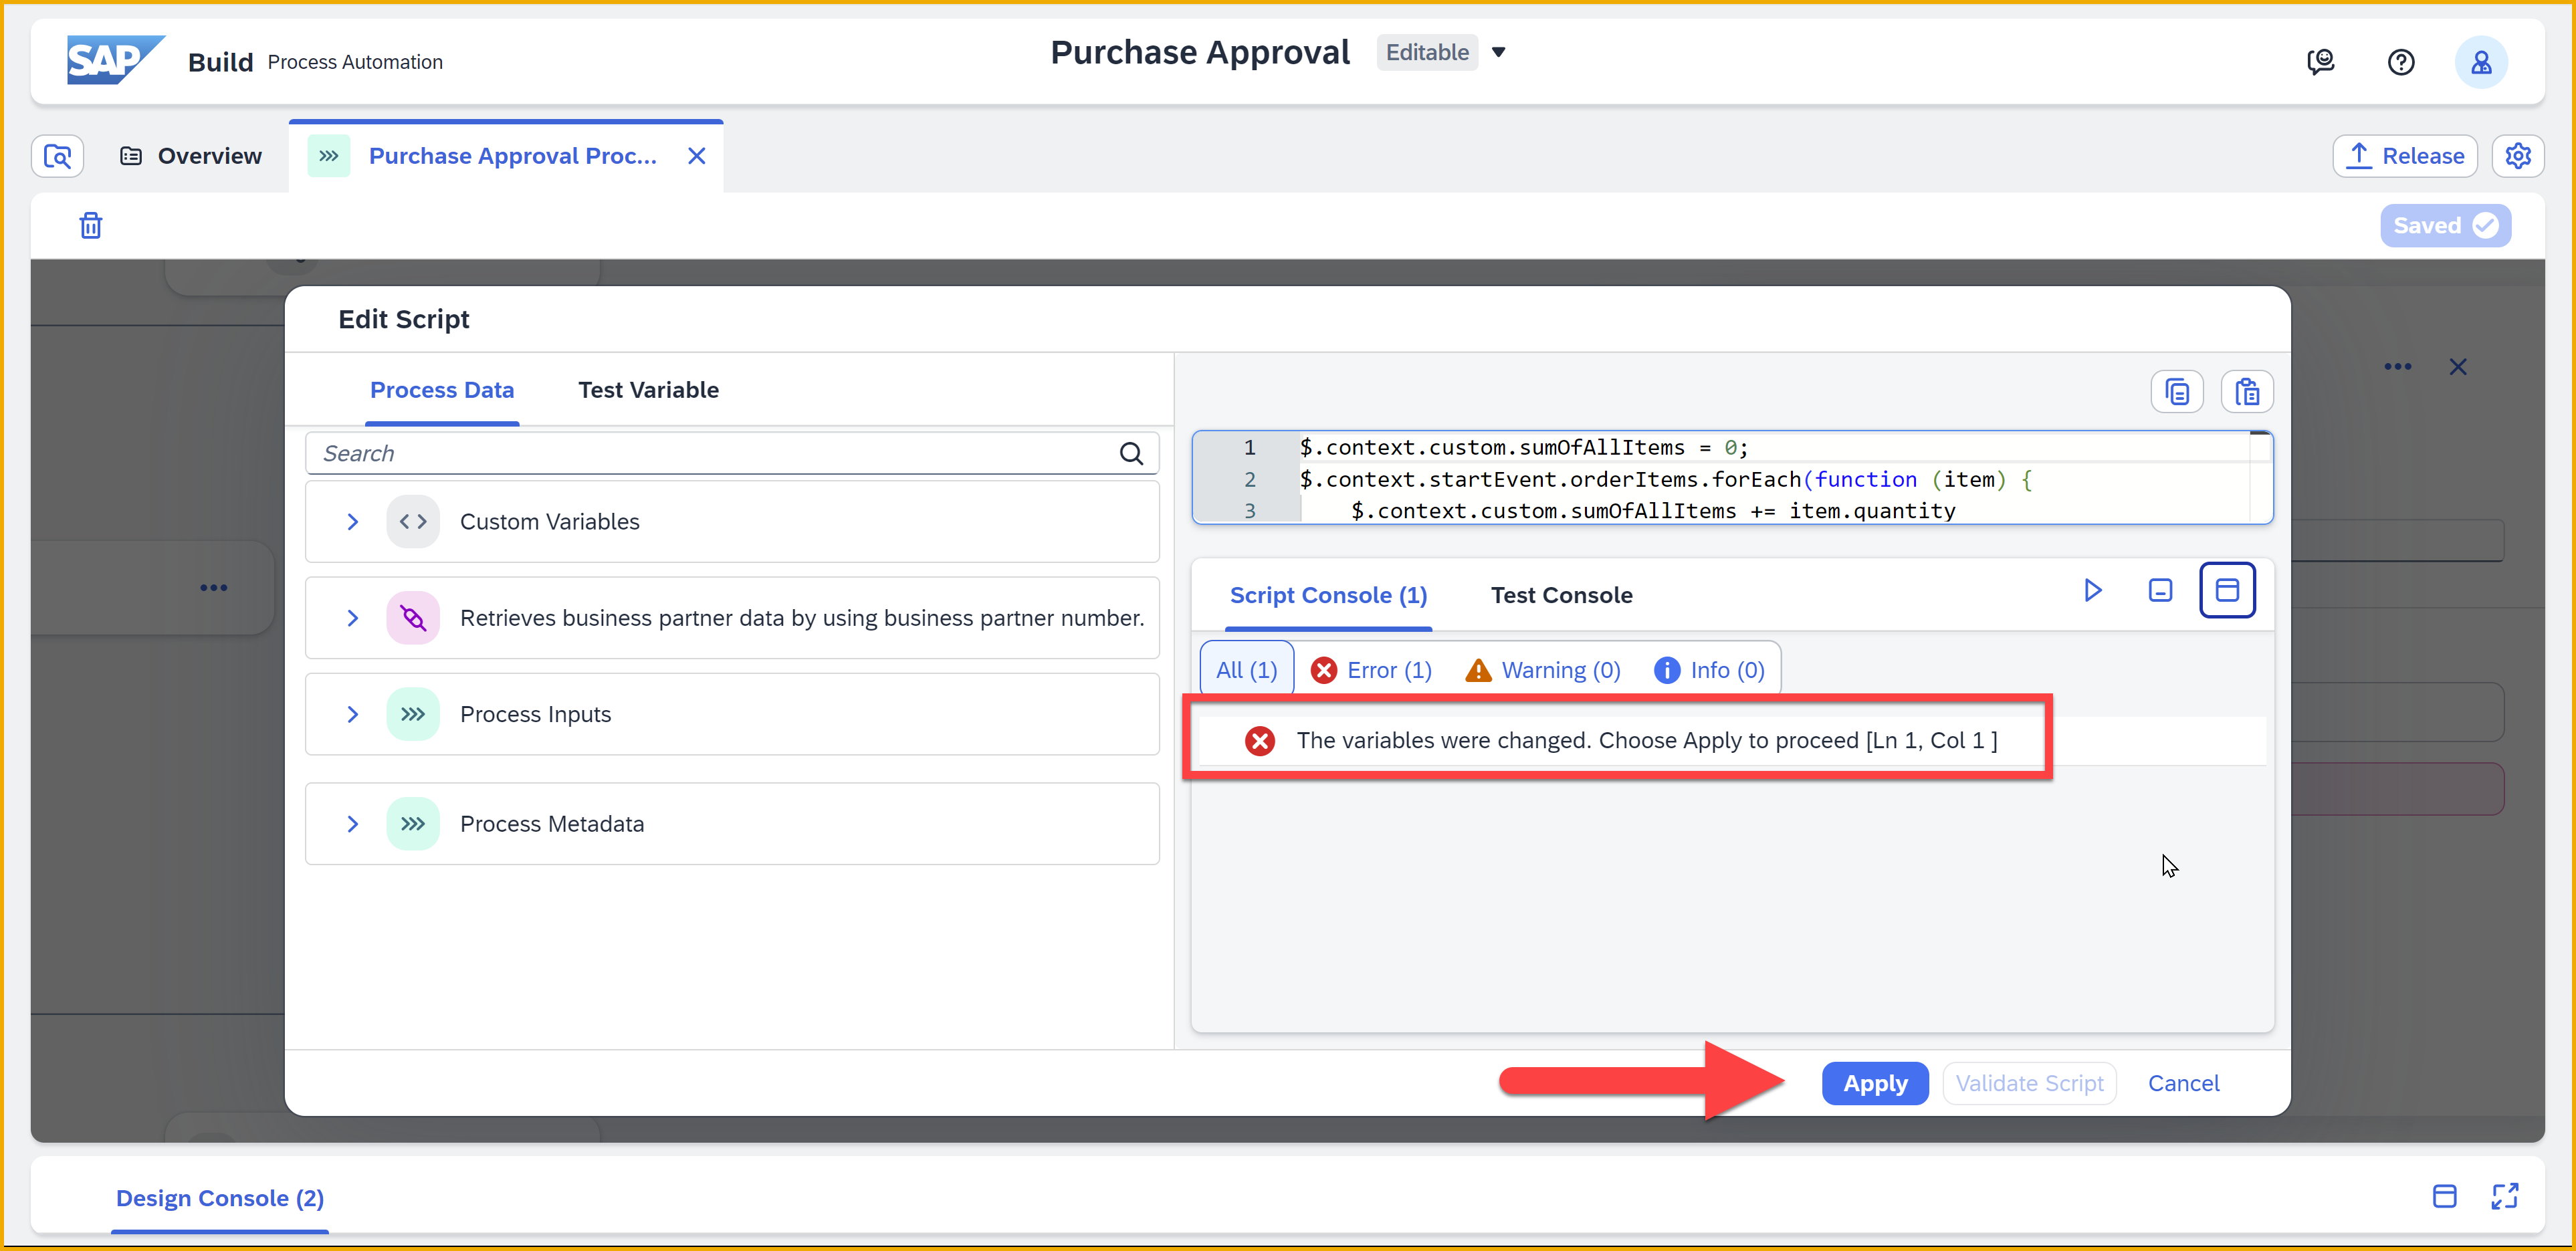 SAP Build Process Automation
Purchase Approval Editable
Overview
Purchase Approval Proc...
Release
Saved
Edit Script
Process Data Test Variable
Search
Custom Variables
Retrieves business partner data by using business partner number.
Process Inputs
Process Metadata
1 $.context.custom.sumOfAllItems = 0;
2 $.context.startEvent.orderItems.forEach(function (item) {
3 $.context.custom.sumOfAllItems += item.quantity
Script Console (1) Test Console
All (1) Error (1) Warning (0) Info (0)
The variables were changed. Choose Apply to proceed [Ln 1, Col 1 ]
Apply Validate Script Cancel
Design Console (2)